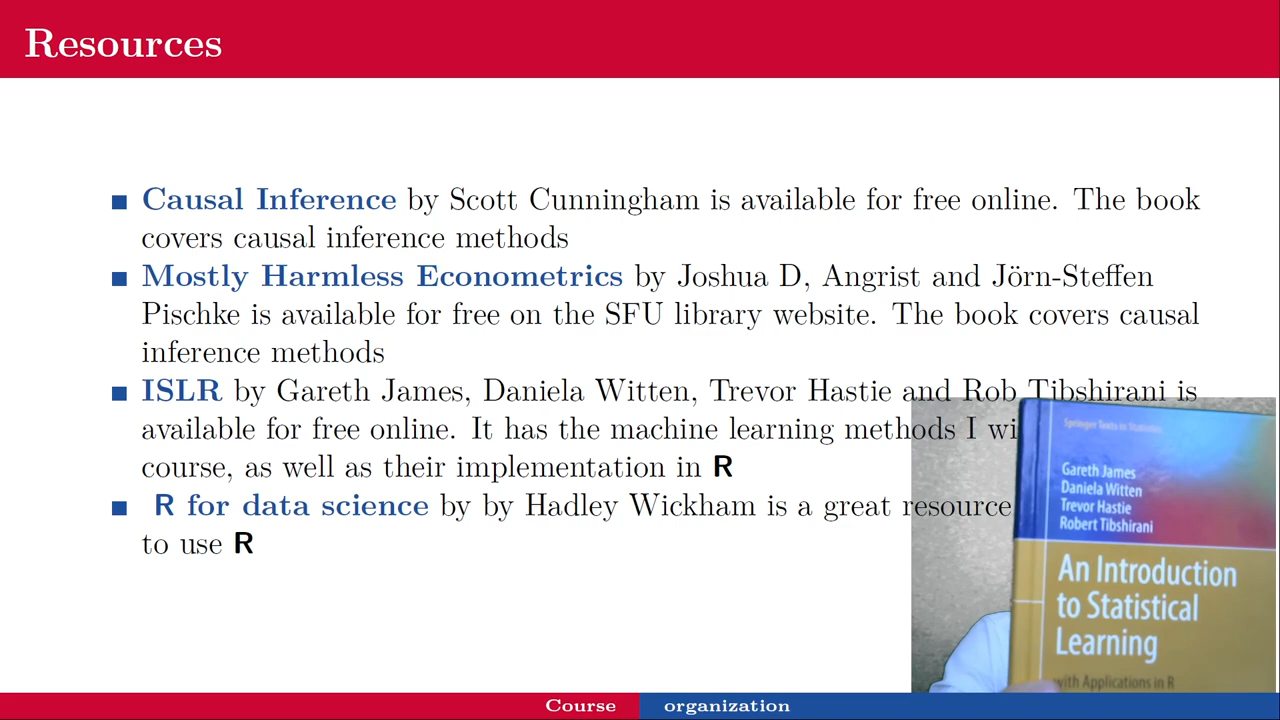 Resources
Causal Inference by Scott Cunningham is available for free online. The book
covers causal inference methods
Mostly Harmless Econometrics by Joshua D, Angrist and Jörn-Steffen
Pischke is available for free on the SFU library website. The book covers causal
inference methods
ISLR by Gareth James, Daniela Witten, Trevor Hastie and Rob Tibshirani is
available for free online. It has the machine learning methods I
course, as well as their implementation in R
R for data science by by Hadley Wickham is a great resource
to use R
Springer Texts in Statistics
Gareth James
Daniela Witten
Trevor Hastie
Robert Tibshirani
An Introduction
to Statistical
Learning
with Applications in R
Course organization